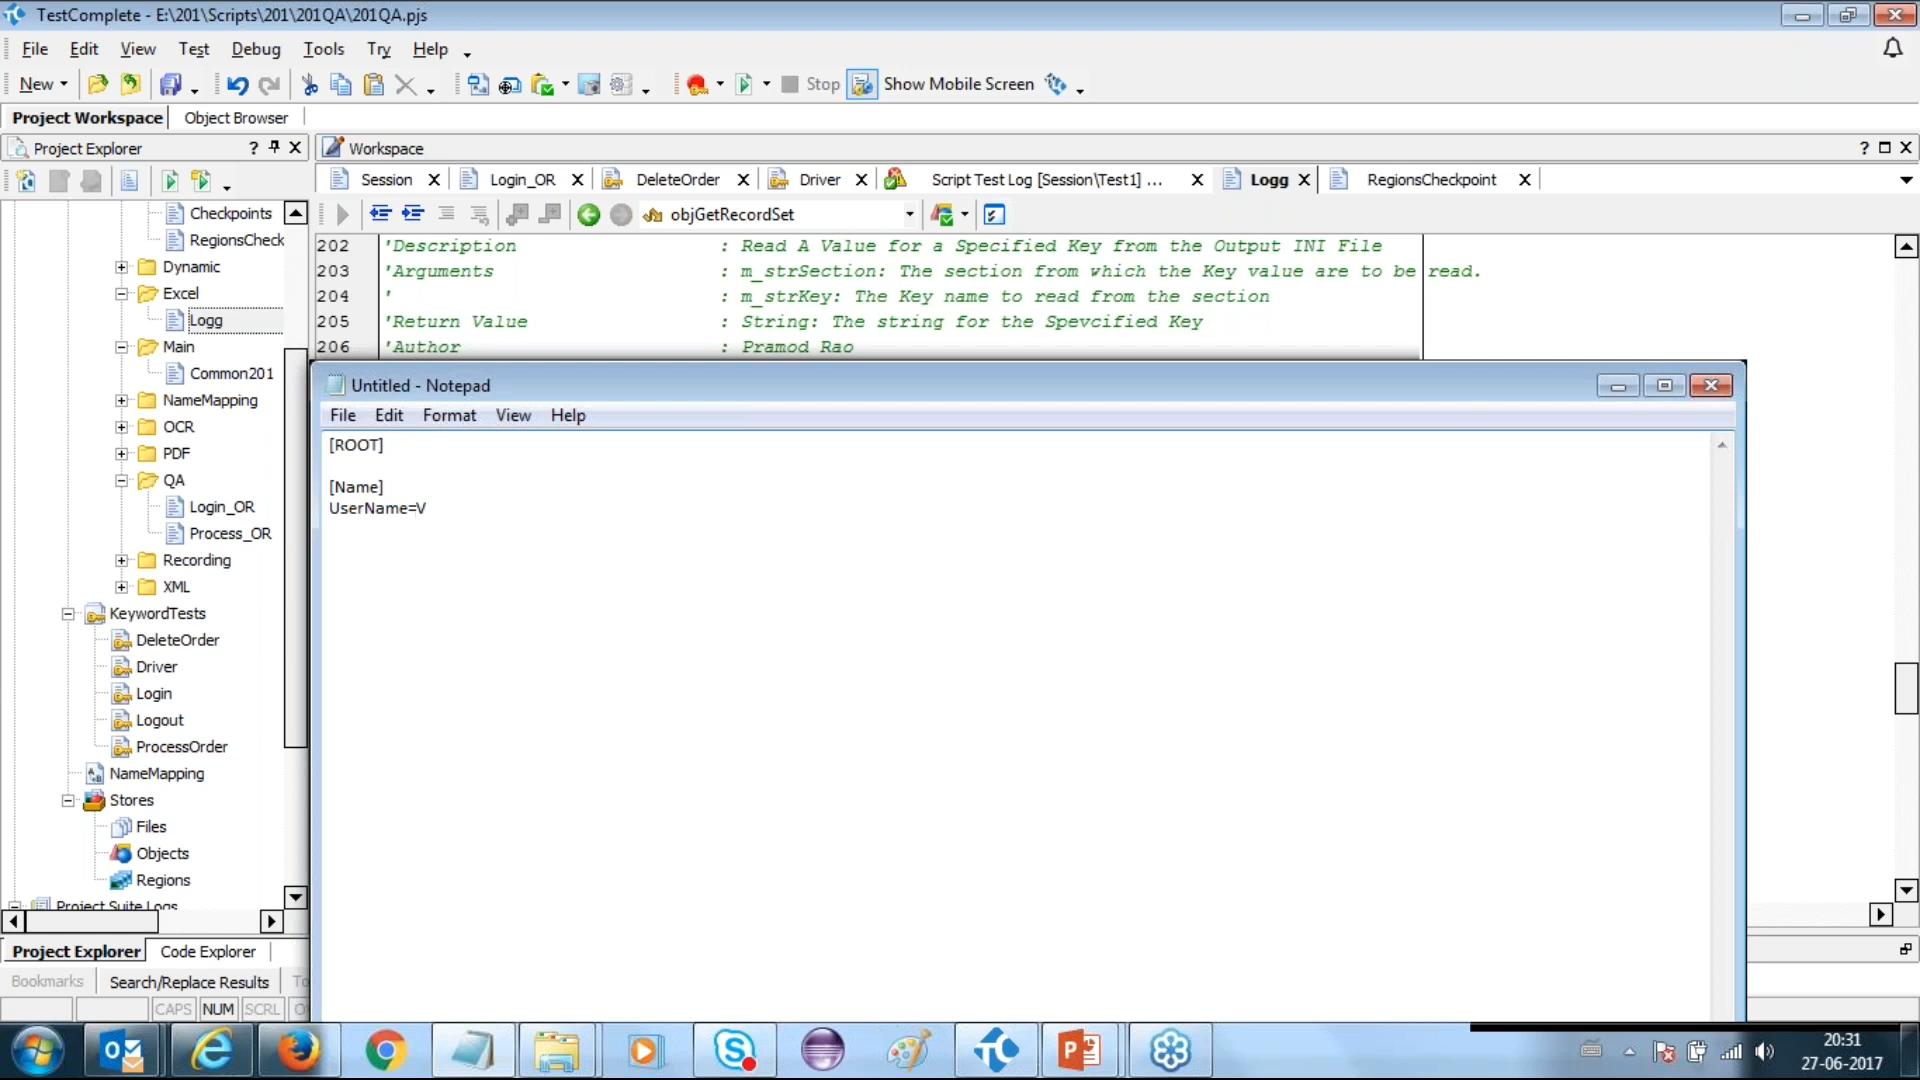 TestComplete - E:\201\Scripts\201\201QA\201QA.pjs
File Edit View Test Debug Tools Try Help
New Stop Show Mobile Screen
Project Workspace Object Browser
Project Explorer ? Workspace ?
Session Login_OR DeleteOrder Driver Script Test Log [Session\Test1] ... Logg RegionsCheckpoint
objGetRecordSet
Checkpoints
RegionsCheck
Dynamic
Excel
Logg
Main
Common201
NameMapping
OCR
PDF
QA
Login_OR
Process_OR
Recording
XML
KeywordTests
DeleteOrder
Driver
Login
Logout
ProcessOrder
NameMapping
Stores
Files
Objects
Regions
Project Suite Logs
Project Explorer Code Explorer
Bookmarks Search/Replace Results To
CAPS NUM SCRL O
202 'Description : Read A Value for a Specified Key from the Output INI File
203 'Arguments : m_strSection: The section from which the Key value are to be read.
204 ' : m_strKey: The Key name to read from the section
205 'Return Value : String: The string for the Spevcified Key
206 'Author : Pramod Rao
Untitled - Notepad
File Edit Format View Help
[ROOT]
[Name]
UserName=V
20:31
27-06-2017